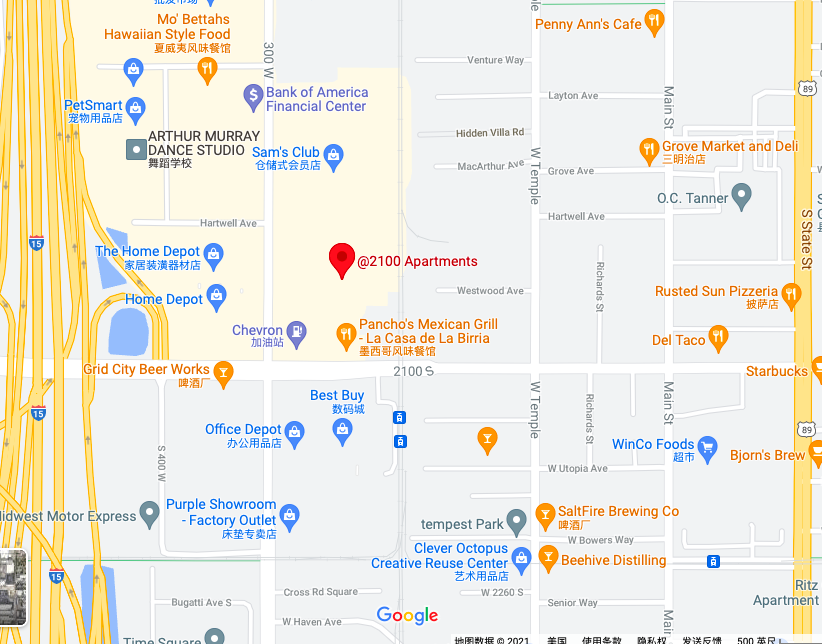 Mo' Bettahs
Hawaiian Style Food
夏威夷风味餐馆
Penny Ann's Cafe
300 W
Venture Way
PetSmart
宠物用品店
Bank of America
Financial Center
Layton Ave
Main St
89
ARTHUR MURRAY
DANCE STUDIO
舞蹈学校
Sam's Club
仓储式会员店
Hidden Villa Rd
MacArthur Ave
W Temple
Grove Market and Deli
三明治店
Grove Ave
O.C. Tanner
Hartwell Ave
Hartwell Ave
S State St
15
The Home Depot
家居装潢器材店
@2100 Apartments
Home Depot
Westwood Ave
Richards St
Rusted Sun Pizzeria
披萨店
Chevron
加油站
Pancho's Mexican Grill
- La Casa de La Birria
墨西哥风味餐馆
Del Taco
Grid City Beer Works
啤酒厂
2100 S
Starbucks
Best Buy
数码城
W Temple
Richards St
Main St
15
Office Depot
办公用品店
89
WinCo Foods
超市
Bjorn's Brew
S 400 W
W Utopia Ave
Purple Showroom
- Factory Outlet
床垫专卖店
Midwest Motor Express
tempest Park
SaltFire Brewing Co
啤酒厂
W Bowers Way
Clever Octopus
Creative Reuse Center
艺术用品店
Beehive Distilling
15
Cross Rd Square
W 2260 S
Ritz
Apartment
Bugatti Ave S
Senior Way
W Haven Ave
Google
Main
Time Square
地图数据 © 2021 美国 使用条款 隐私权 发送反馈 500 英尺